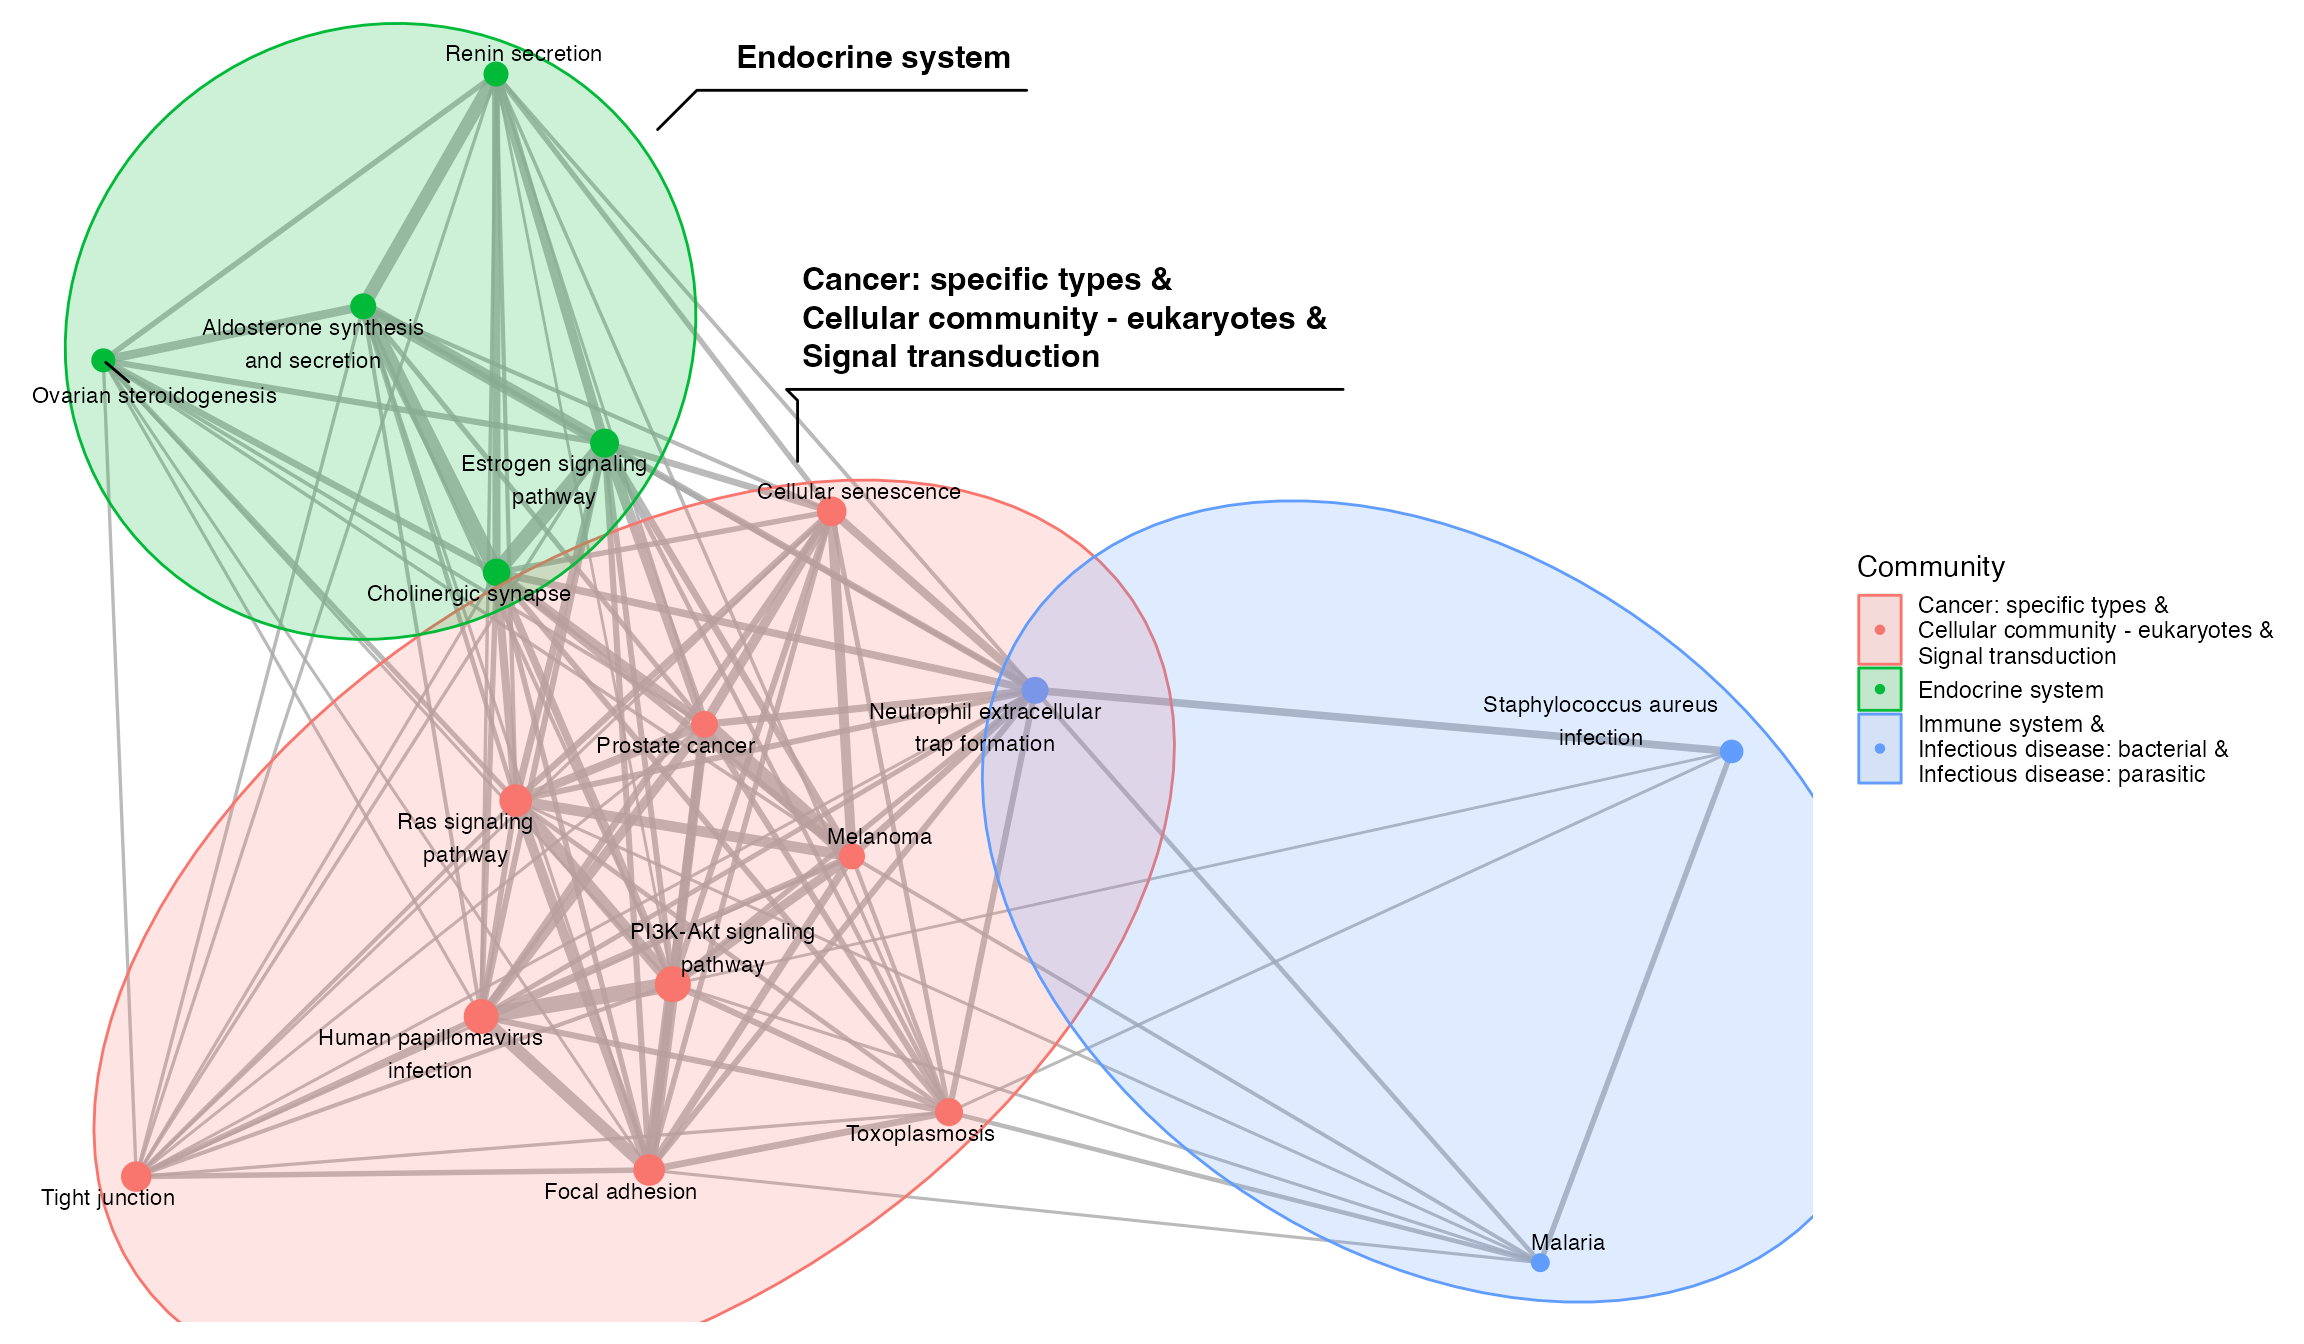 Renin secretion
Endocrine system
Cancer: specific types &
Cellular community - eukaryotes &
Signal transduction
Aldosterone synthesis
and secretion
Ovarian steroidogenesis
Estrogen signaling
pathway
Cellular senescence
Cholinergic synapse
Neutrophil extracellular
trap formation
Staphylococcus aureus
infection
Prostate cancer
Ras signaling
pathway
Melanoma
PI3K-Akt signaling
pathway
Human papillomavirus
infection
Toxoplasmosis
Tight junction
Focal adhesion
Malaria
Community
Cancer: specific types &
Cellular community - eukaryotes &
Signal transduction
Endocrine system
Immune system &
Infectious disease: bacterial &
Infectious disease: parasitic